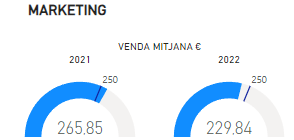 MARKETING
VENDA MITJANA €
2021 2022
250 250
265,85 229,84